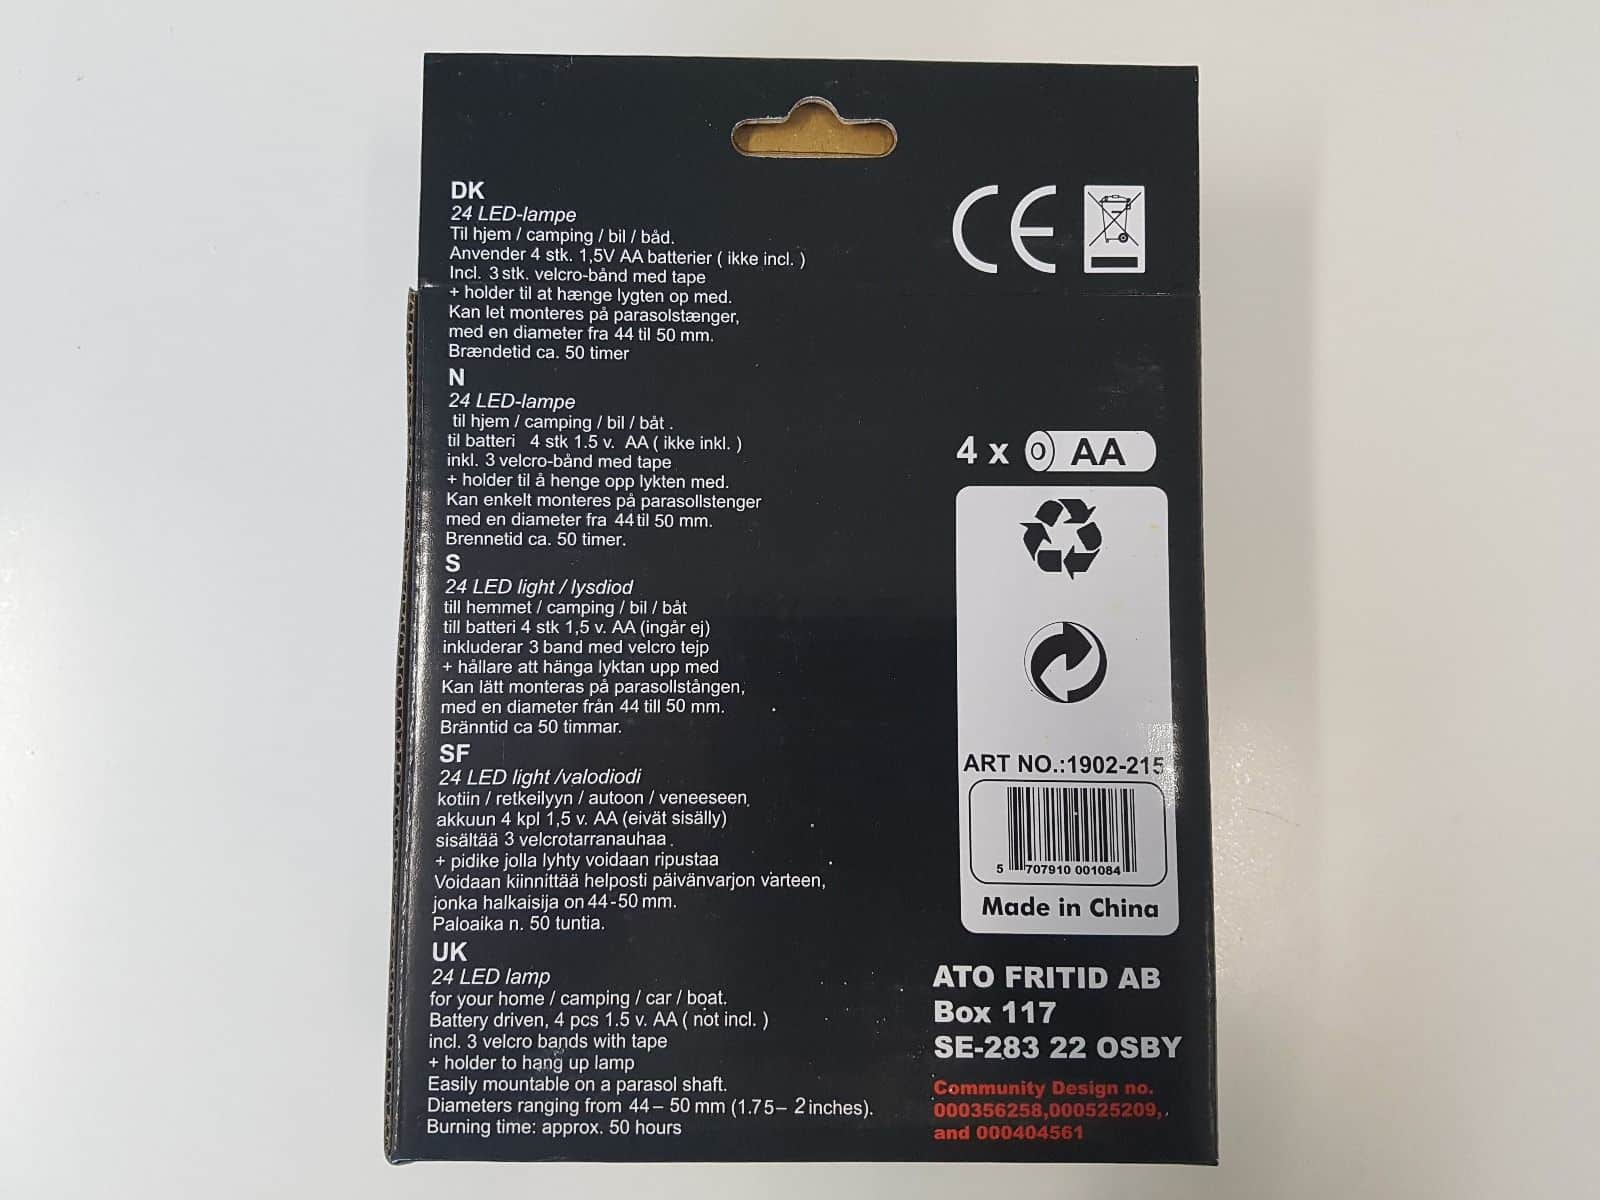 DK
24 LED-lampe
Til hjem / camping / bil / båd.
Anvender 4 stk. 1,5V AA batterier ( ikke incl. )
Incl. 3 stk. velcro-bånd med tape
+ holder til at hænge lygten op med.
Kan let monteres på parasolstænger,
med en diameter fra 44 til 50 mm.
Brændetid ca. 50 timer
N
24 LED-lampe
til hjem / camping / bil / båt .
til batteri 4 stk 1.5 v. AA ( ikke inkl. )
inkl. 3 velcro-bånd med tape
+ holder til å henge opp lykten med.
Kan enkelt monteres på parasollstenger
med en diameter fra 44 til 50 mm.
Brennetid ca. 50 timer.
S
24 LED light / lysdiod
till hemmet / camping / bil / båt
till batteri 4 stk 1,5 v. AA (ingår ej)
inkluderar 3 band med velcro tejp
+ hållare att hänga lyktan upp med
Kan lätt monteras på parasollstången,
med en diameter från 44 till 50 mm.
Bränntid ca 50 timmar.
SF
24 LED light /valodiodi
kotiin / retkeilyyn / autoon / veneeseen
akkuun 4 kpl 1,5 v. AA (eivät sisälly)
sisältää 3 velcrotarranauhaa .
+ pidike jolla lyhty voidaan ripustaa
Voidaan kiinnittää helposti päivänvarjon varteen,
jonka halkaisija on 44-50 mm.
Paloaika n. 50 tuntia.
UK
24 LED lamp
for your home / camping / car / boat.
Battery driven, 4 pcs 1.5 v. AA ( not incl. )
incl. 3 velcro bands with tape
+ holder to hang up lamp
Easily mountable on a parasol shaft.
Diameters ranging from 44– 50 mm (1.75– 2 inches).
Burning time: approx. 50 hours
CE
4 x AA
ART NO.:1902-215
5 707910 001084
Made in China
ATO FRITID AB
Box 117
SE-283 22 OSBY
Community Design no.
000356258,000525209,.
and 000404561